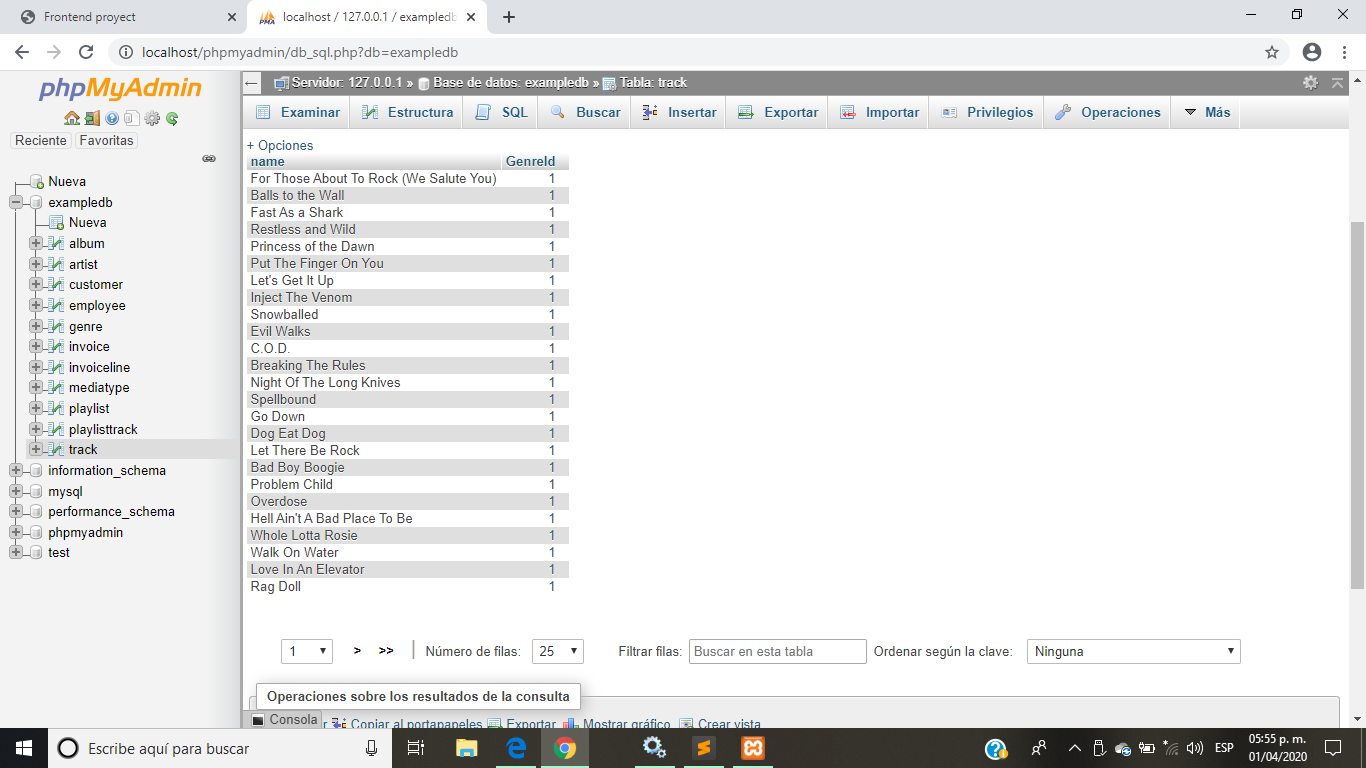 Frontend proyect
localhost / 127.0.0.1 / exampledb
localhost/phpmyadmin/db_sql.php?db=exampledb
phpMyAdmin
Reciente
Favoritas
Nueva
exampledb
Nueva
album
artist
customer
employee
genre
invoice
invoiceline
mediatype
playlist
playlisttrack
track
information_schema
mysql
performance_schema
phpmyadmin
test
Servidor: 127.0.0.1 » Base de datos: exampledb » Tabla: track
Examinar Estructura SQL Buscar Insertar Exportar Importar Privilegios Operaciones Más
+ Opciones
name GenreId
For Those About To Rock (We Salute You) 1
Balls to the Wall 1
Fast As a Shark 1
Restless and Wild 1
Princess of the Dawn 1
Put The Finger On You 1
Let's Get It Up 1
Inject The Venom 1
Snowballed 1
Evil Walks 1
C.O.D. 1
Breaking The Rules 1
Night Of The Long Knives 1
Spellbound 1
Go Down 1
Dog Eat Dog 1
Let There Be Rock 1
Bad Boy Boogie 1
Problem Child 1
Overdose 1
Hell Ain't A Bad Place To Be 1
Whole Lotta Rosie 1
Walk On Water 1
Love In An Elevator 1
Rag Doll 1
1 > >> Número de filas: 25 Filtrar filas: Buscar en esta tabla Ordenar según la clave: Ninguna
Operaciones sobre los resultados de la consulta
Consola
r Copiar al portapapeles Exportar Mostrar gráfico Crear vista
Escribe aquí para buscar
ESP
05:55 p. m.
01/04/2020